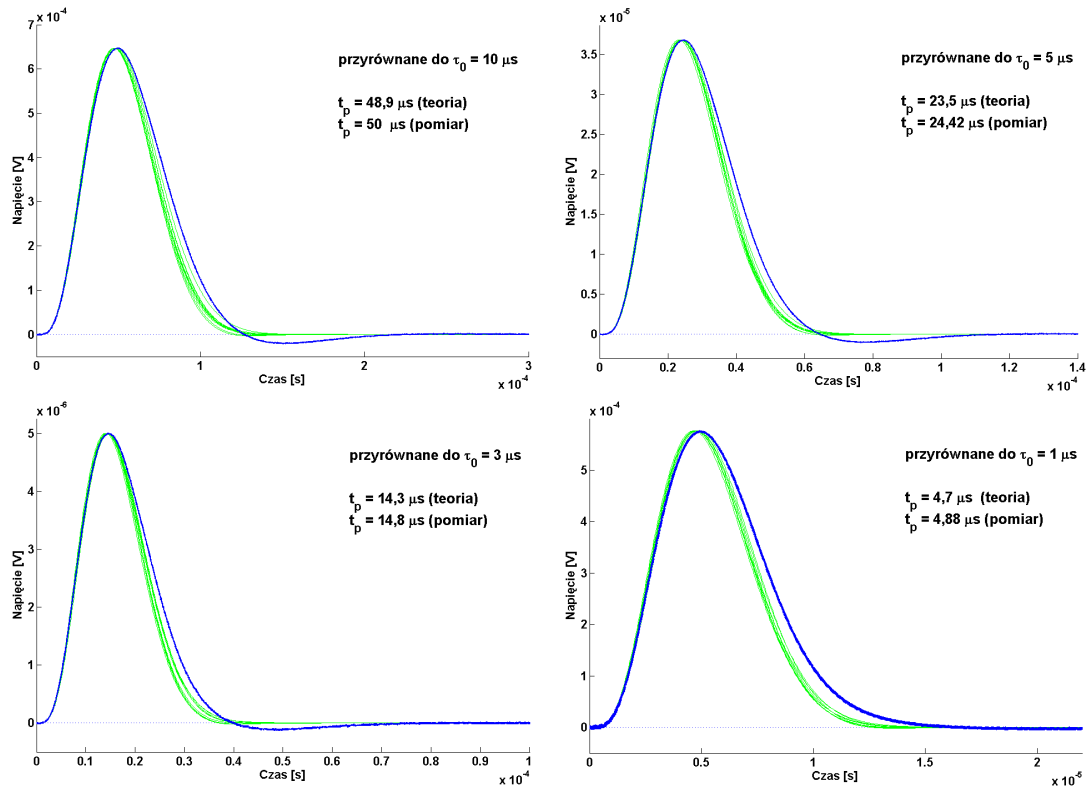 x 10⁻⁴
7
6
5
4
3
2
1
0
Napięcie [V]
przyrównane do τ₀ = 10 μs
tₚ = 48,9 μs (teoria)
tₚ = 50 μs (pomiar)
0 1 2 3
Czas [s]
x 10⁻⁴
x 10⁻⁵
3.5
3
2.5
2
1.5
1
0.5
0
Napięcie [V]
przyrównane do τ₀ = 5 μs
tₚ = 23,5 μs (teoria)
tₚ = 24,42 μs (pomiar)
0 0.2 0.4 0.6 0.8 1 1.2 1.4
Czas [s]
x 10⁻⁴
x 10⁻⁶
5
4
3
2
1
0
Napięcie [V]
przyrównane do τ₀ = 3 μs
tₚ = 14,3 μs (teoria)
tₚ = 14,8 μs (pomiar)
0 0.1 0.2 0.3 0.4 0.5 0.6 0.7 0.8 0.9 1
Czas [s]
x 10⁻⁴
x 10⁻⁴
5
4
3
2
1
0
Napięcie [V]
przyrównane do τ₀ = 1 μs
tₚ = 4,7 μs (teoria)
tₚ = 4,88 μs (pomiar)
0 0.5 1 1.5 2
Czas [s]
x 10⁻⁵